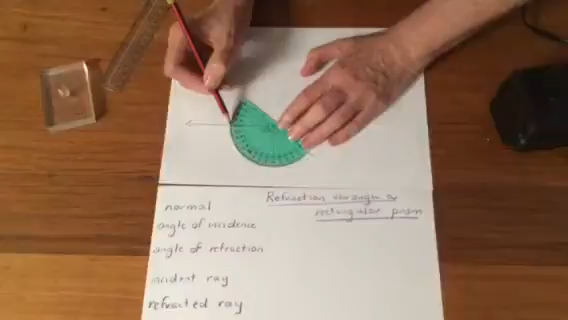 Refraction through a
rectangular prism
normal
angle of incidence
angle of refraction
incident ray
refracted ray